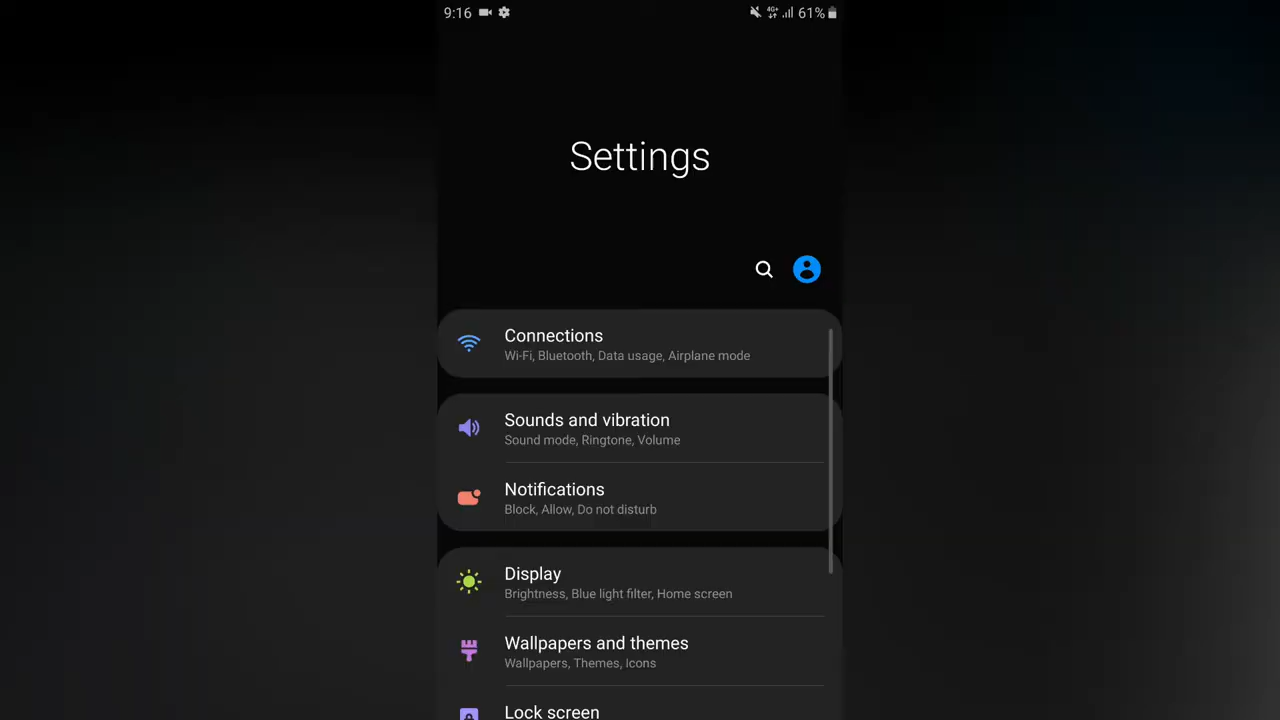 9:16
4G+ 61%
Settings
Connections
Wi-Fi, Bluetooth, Data usage, Airplane mode
Sounds and vibration
Sound mode, Ringtone, Volume
Notifications
Block, Allow, Do not disturb
Display
Brightness, Blue light filter, Home screen
Wallpapers and themes
Wallpapers, Themes, Icons
Lock screen